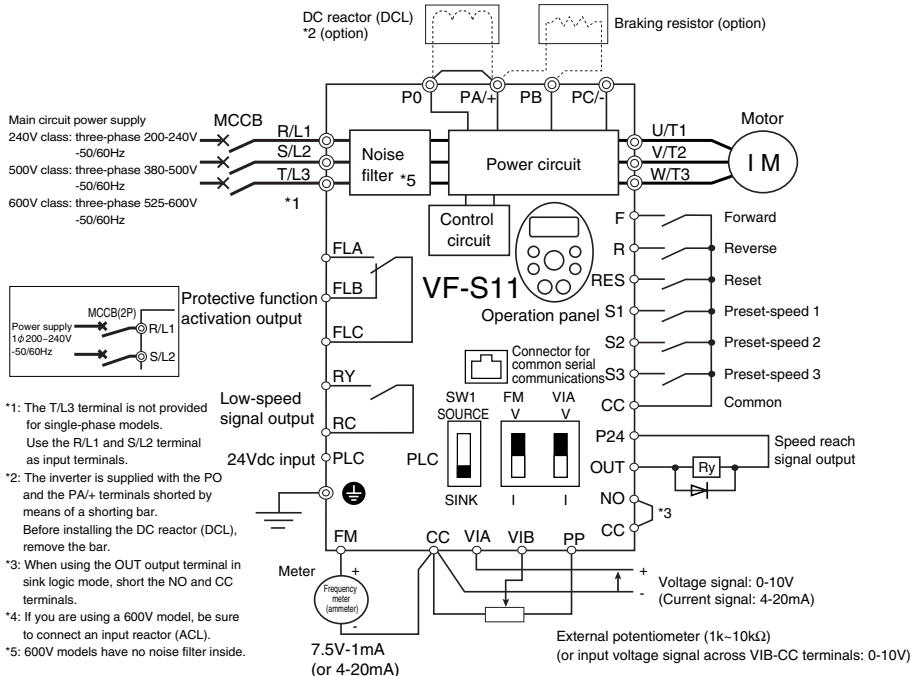 DC reactor (DCL)
*2 (option)
Braking resistor (option)
P0
PA/+
PB
PC/-
Main circuit power supply
240V class: three-phase 200-240V
-50/60Hz
500V class: three-phase 380-500V
-50/60Hz
600V class: three-phase 525-600V
-50/60Hz
MCCB
R/L1
S/L2
T/L3
*1
Noise
filter *5
Power circuit
Control
circuit
U/T1
V/T2
W/T3
Motor
I M
FLA
FLB
FLC
Protective function
activation output
VF-S11
Operation panel
F
Forward
R
Reverse
RES
Reset
S1
Preset-speed 1
S2
Preset-speed 2
S3
Preset-speed 3
CC
Common
MCCB(2P)
Power supply
1ϕ200~240V
-50/60Hz
R/L1
S/L2
Connector for
common serial
communications
RY
RC
Low-speed
signal output
24Vdc input
PLC
SW1
SOURCE
PLC
SINK
FM
V
I
VIA
V
I
P24
OUT
NO
CC
*3
Ry
Speed reach
signal output
*1: The T/L3 terminal is not provided
for single-phase models.
Use the R/L1 and S/L2 terminal
as input terminals.
*2: The inverter is supplied with the PO
and the PA/+ terminals shorted by
means of a shorting bar.
Before installing the DC reactor (DCL),
remove the bar.
*3: When using the OUT output terminal in
sink logic mode, short the NO and CC
terminals.
*4: If you are using a 600V model, be sure
to connect an input reactor (ACL).
*5: 600V models have no noise filter inside.
FM
CC
VIA
VIB
PP
Meter
+
Frequency
meter
(ammeter)
-
7.5V-1mA
(or 4-20mA)
+
-
Voltage signal: 0-10V
(Current signal: 4-20mA)
External potentiometer (1k~10kΩ)
(or input voltage signal across VIB-CC terminals: 0-10V)